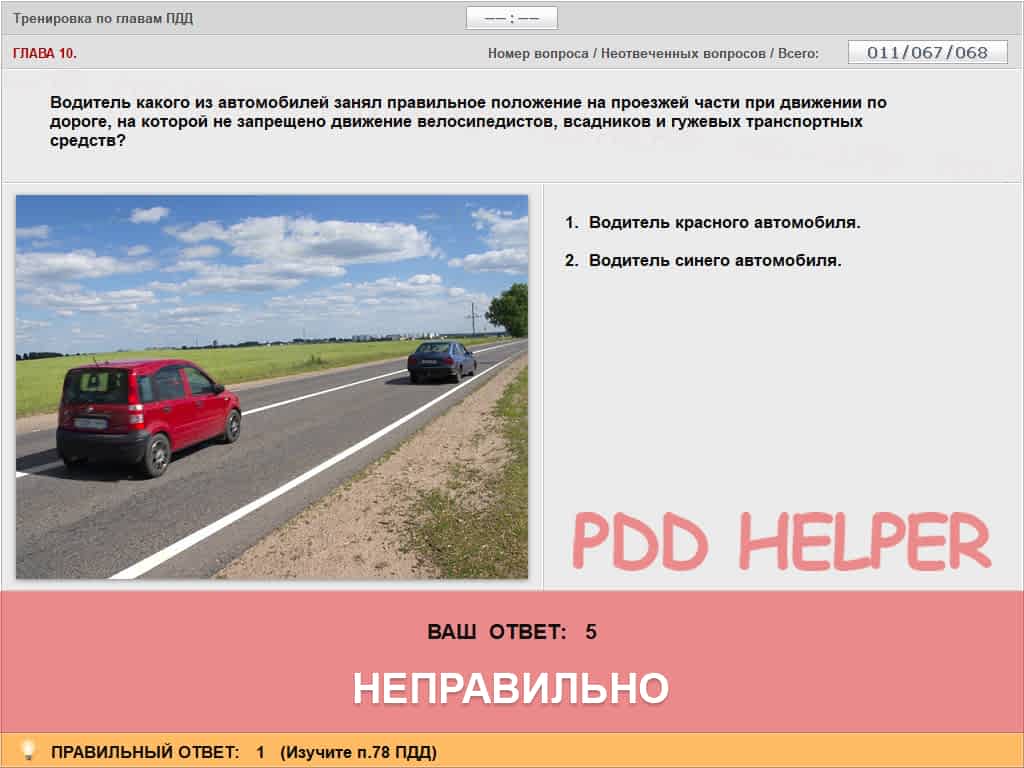 Тренировка по главам ПДД
–– : ––
ГЛАВА 10.
Номер вопроса / Неотвеченных вопросов / Всего:
011/067/068
Водитель какого из автомобилей занял правильное положение на проезжей части при движении по
дороге, на которой не запрещено движение велосипедистов, всадников и гужевых транспортных
средств?
1. Водитель красного автомобиля.
2. Водитель синего автомобиля.
PDD HELPER
ВАШ ОТВЕТ: 5
НЕПРАВИЛЬНО
ПРАВИЛЬНЫЙ ОТВЕТ: 1 (Изучите п.78 ПДД)